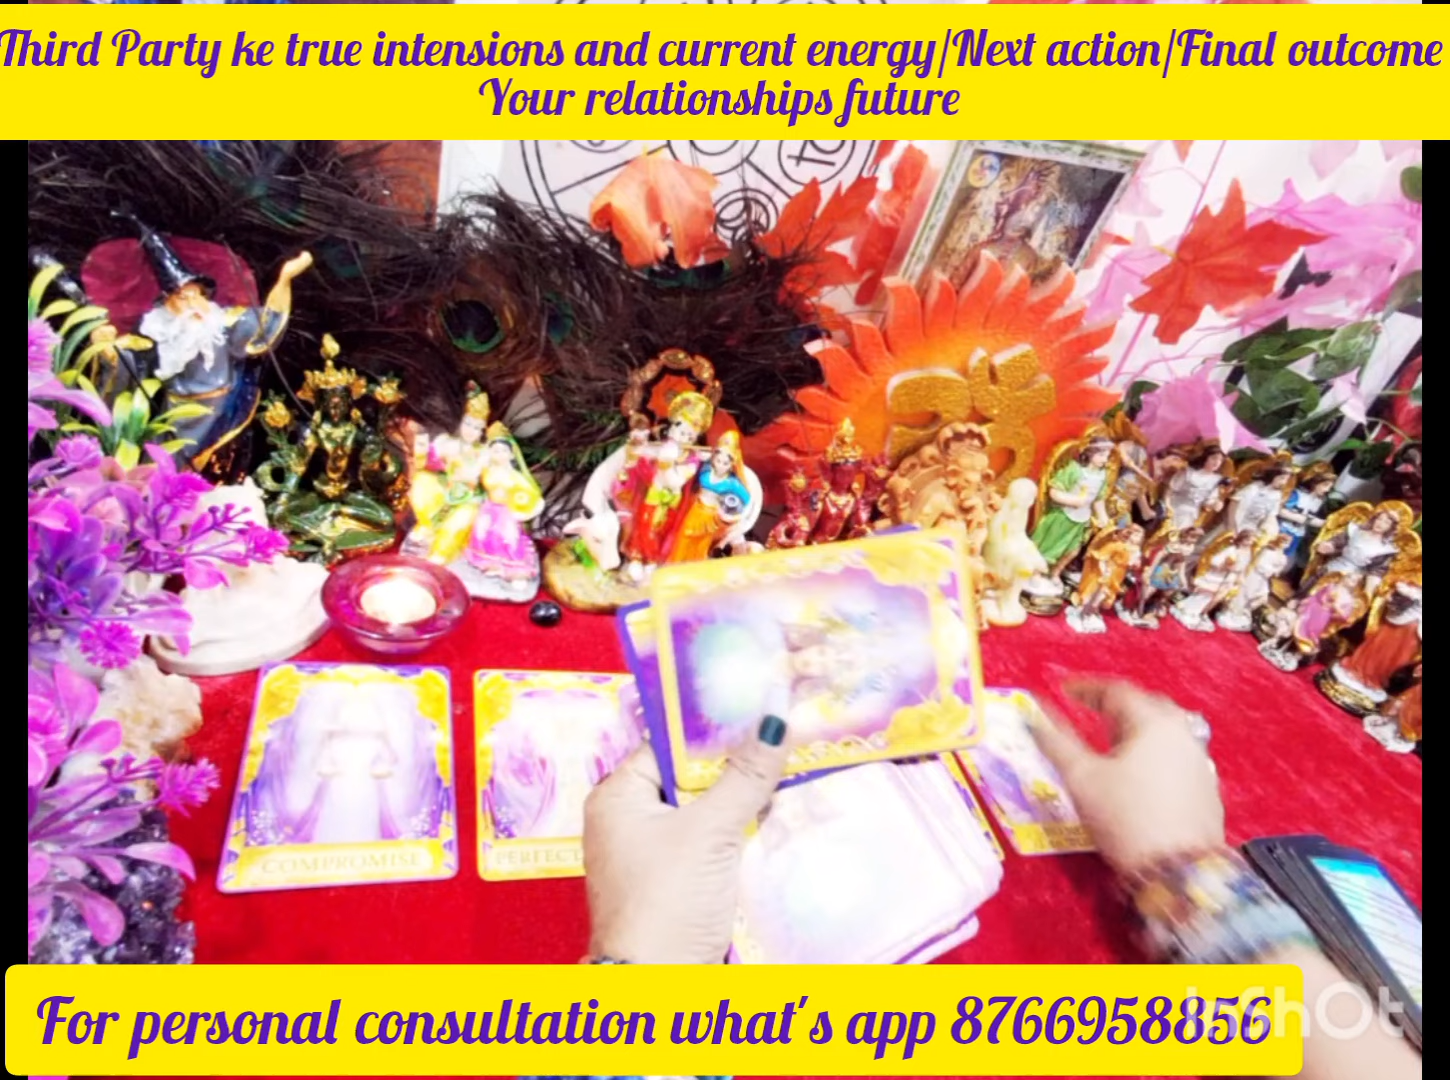 Third Party ke true intensions and current energy/Next action/Final outcome
Your relationships future
COMPROMISE
PERFECT
For personal consultation what's app 8766958856
InShOt